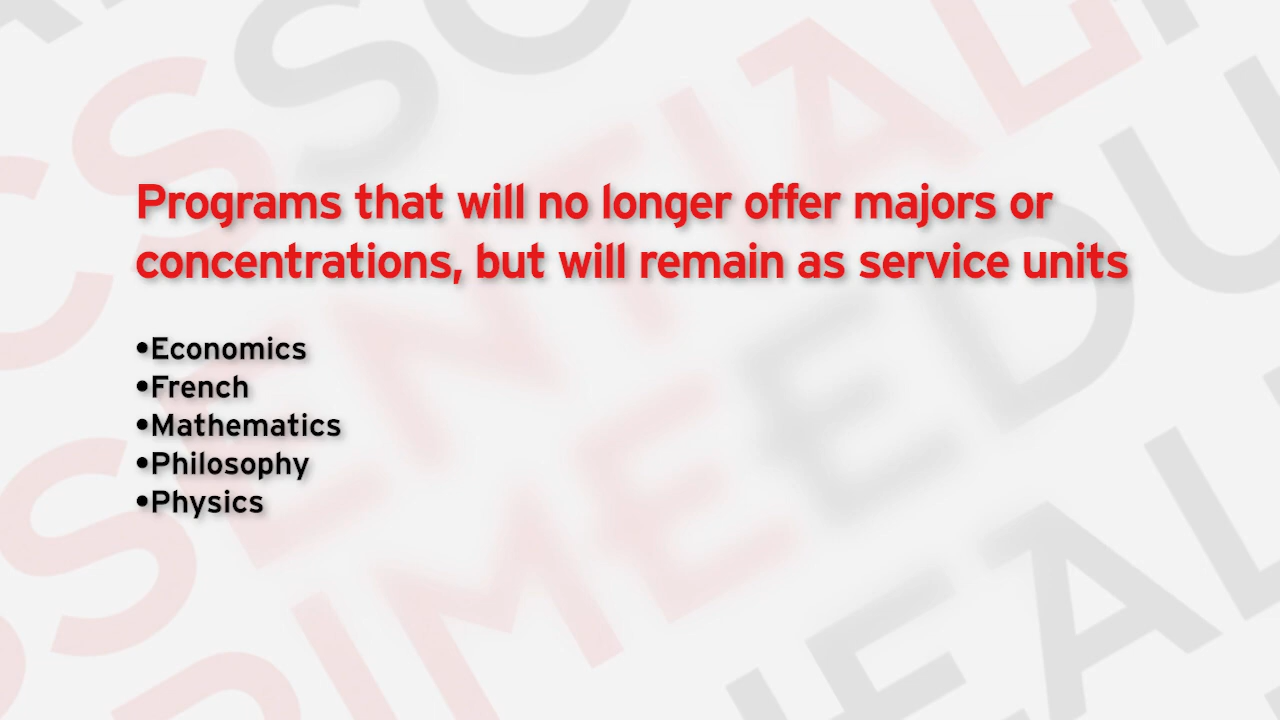 Programs that will no longer offer majors or
concentrations, but will remain as service units
•Economics
•French
•Mathematics
•Philosophy
•Physics